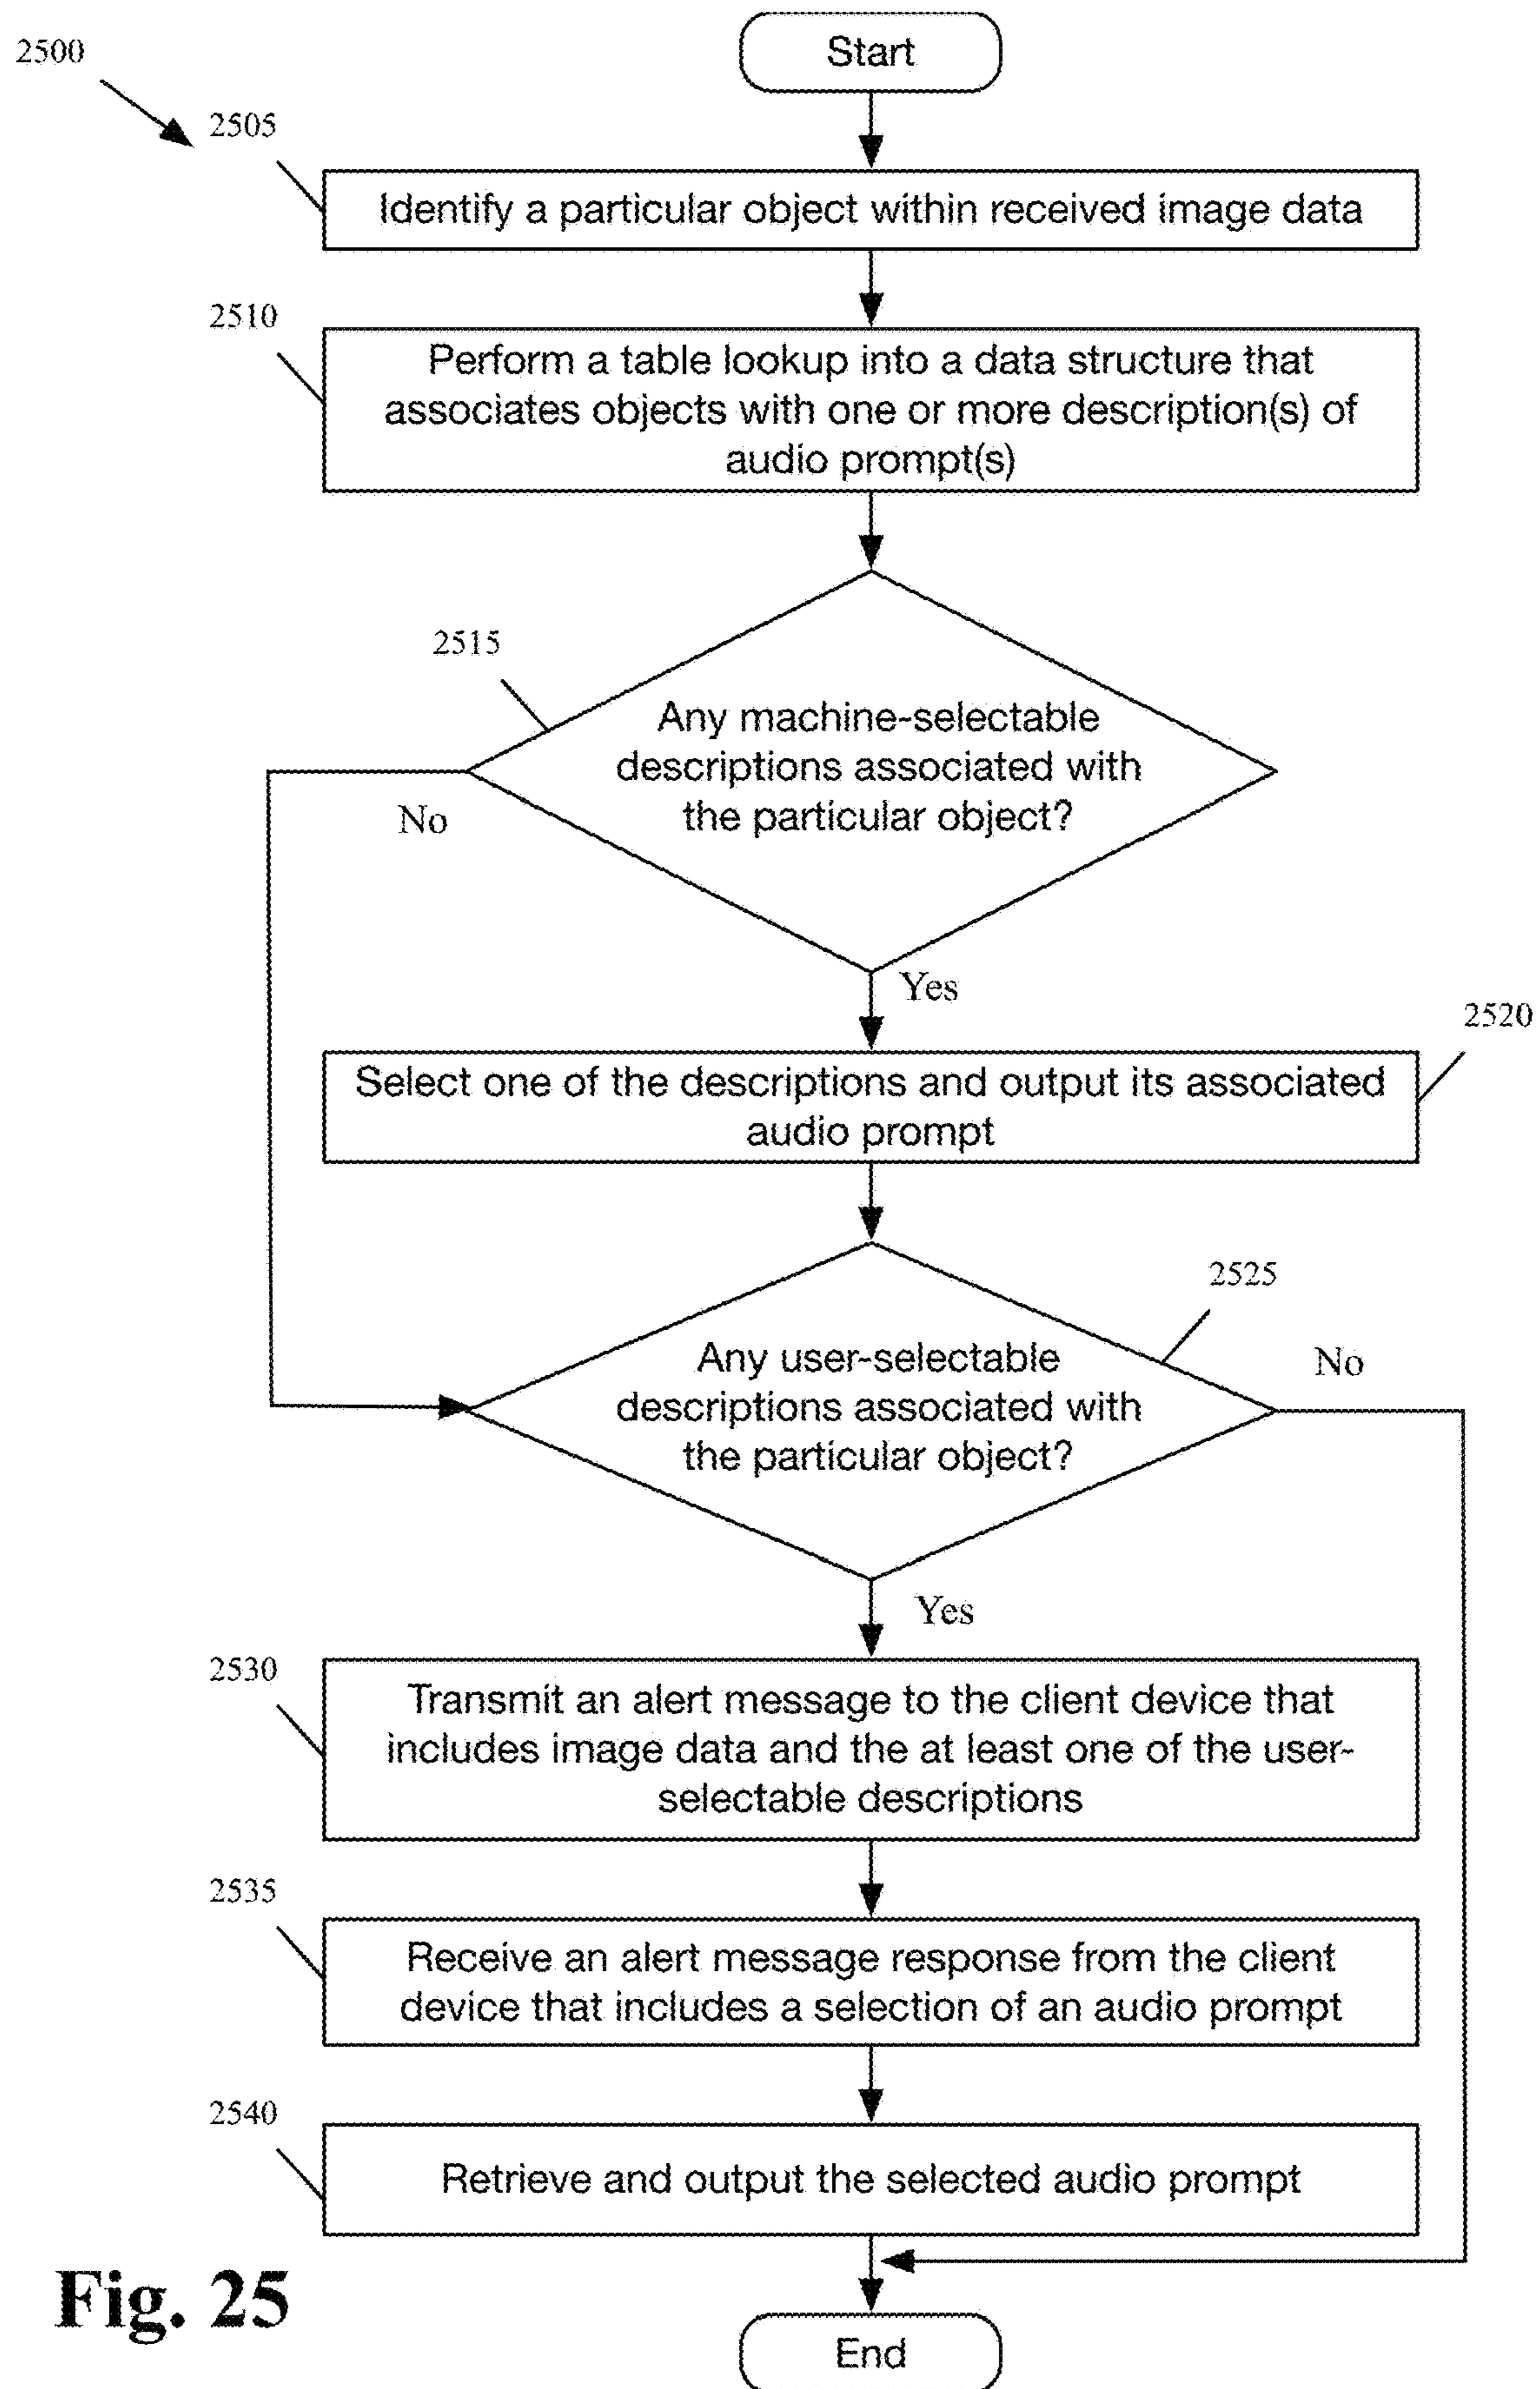 2500
Start
2505
Identify a particular object within received image data
2510
Perform a table lookup into a data structure that
associates objects with one or more description(s) of
audio prompt(s)
2515
Any machine-selectable
descriptions associated with
the particular object?
No
Yes
2520
Select one of the descriptions and output its associated
audio prompt
2525
Any user-selectable
descriptions associated with
the particular object?
No
Yes
2530
Transmit an alert message to the client device that
includes image data and the at least one of the user-
selectable descriptions
2535
Receive an alert message response from the client
device that includes a selection of an audio prompt
2540
Retrieve and output the selected audio prompt
Fig. 25
End